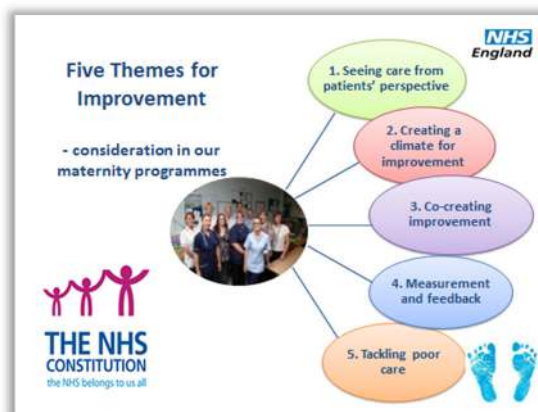 Five Themes for
Improvement
- consideration in our
maternity programmes
NHS
England
1. Seeing care from
patients' perspective
2. Creating a
climate for
improvement
3. Co-creating
improvement
4. Measurement
and feedback
5. Tackling poor
care
THE NHS
CONSTITUTION
the NHS belongs to us all